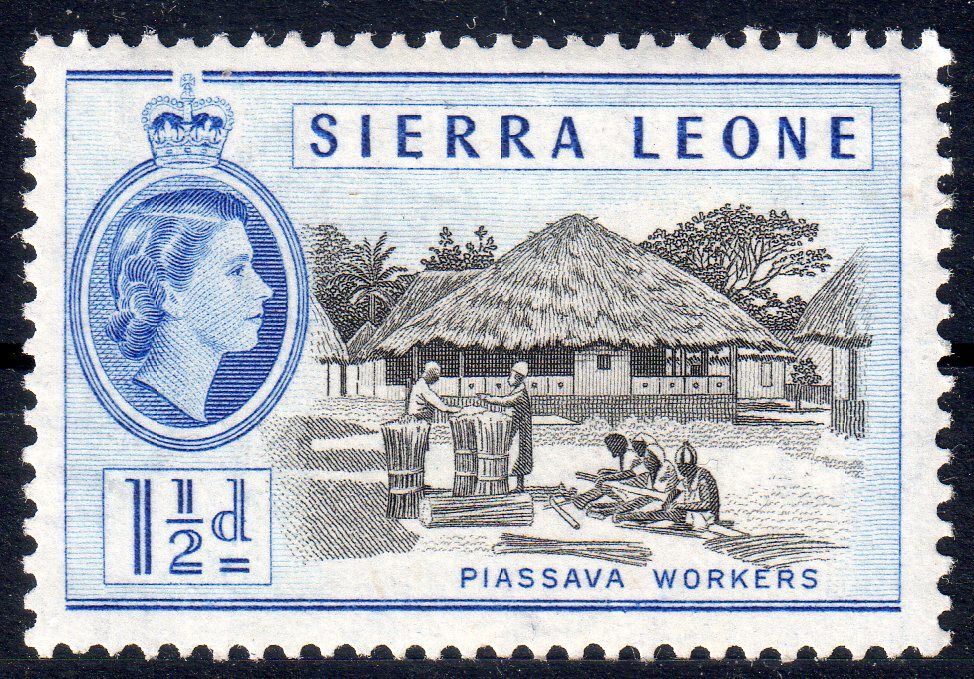 SIERRA LEONE
1½d
PIASSAVA WORKERS